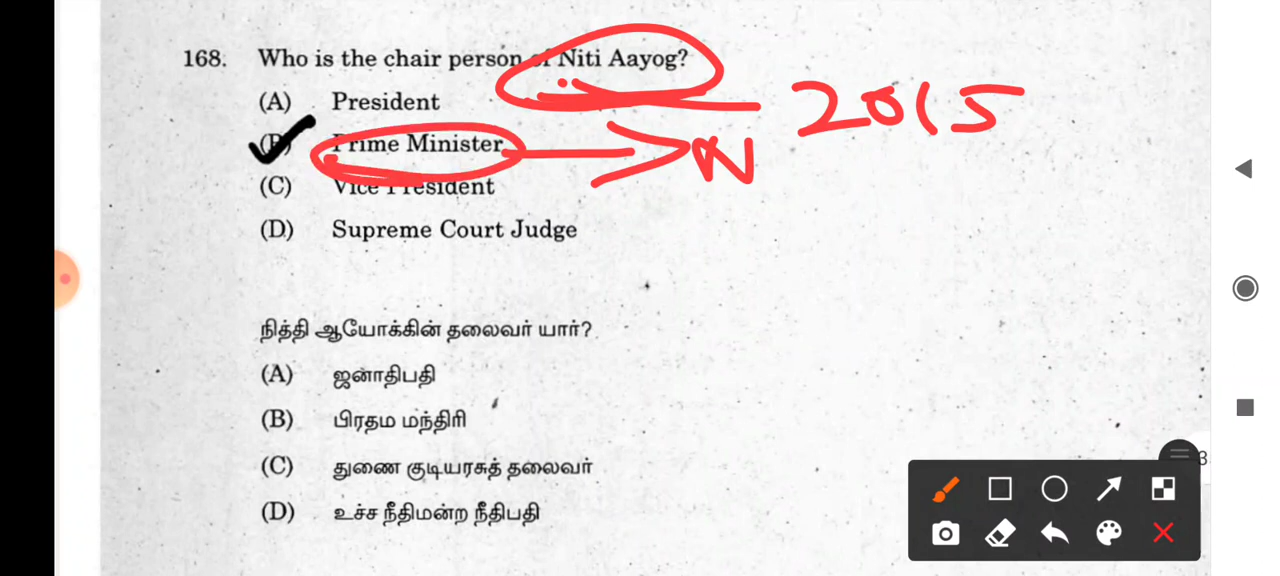 168. Who is the chair person of Niti Aayog?
(A) President
2015
(B) Prime Minister
N
(C) Vice President
(D) Supreme Court Judge
நித்தி ஆயோக்கின் தலைவர் யார்?
(A) ஜனாதிபதி
(B) பிரதம மந்திரி
(C) துணை குடியரசுத் தலைவர்
(D) உச்ச நீதிமன்ற நீதிபதி
3